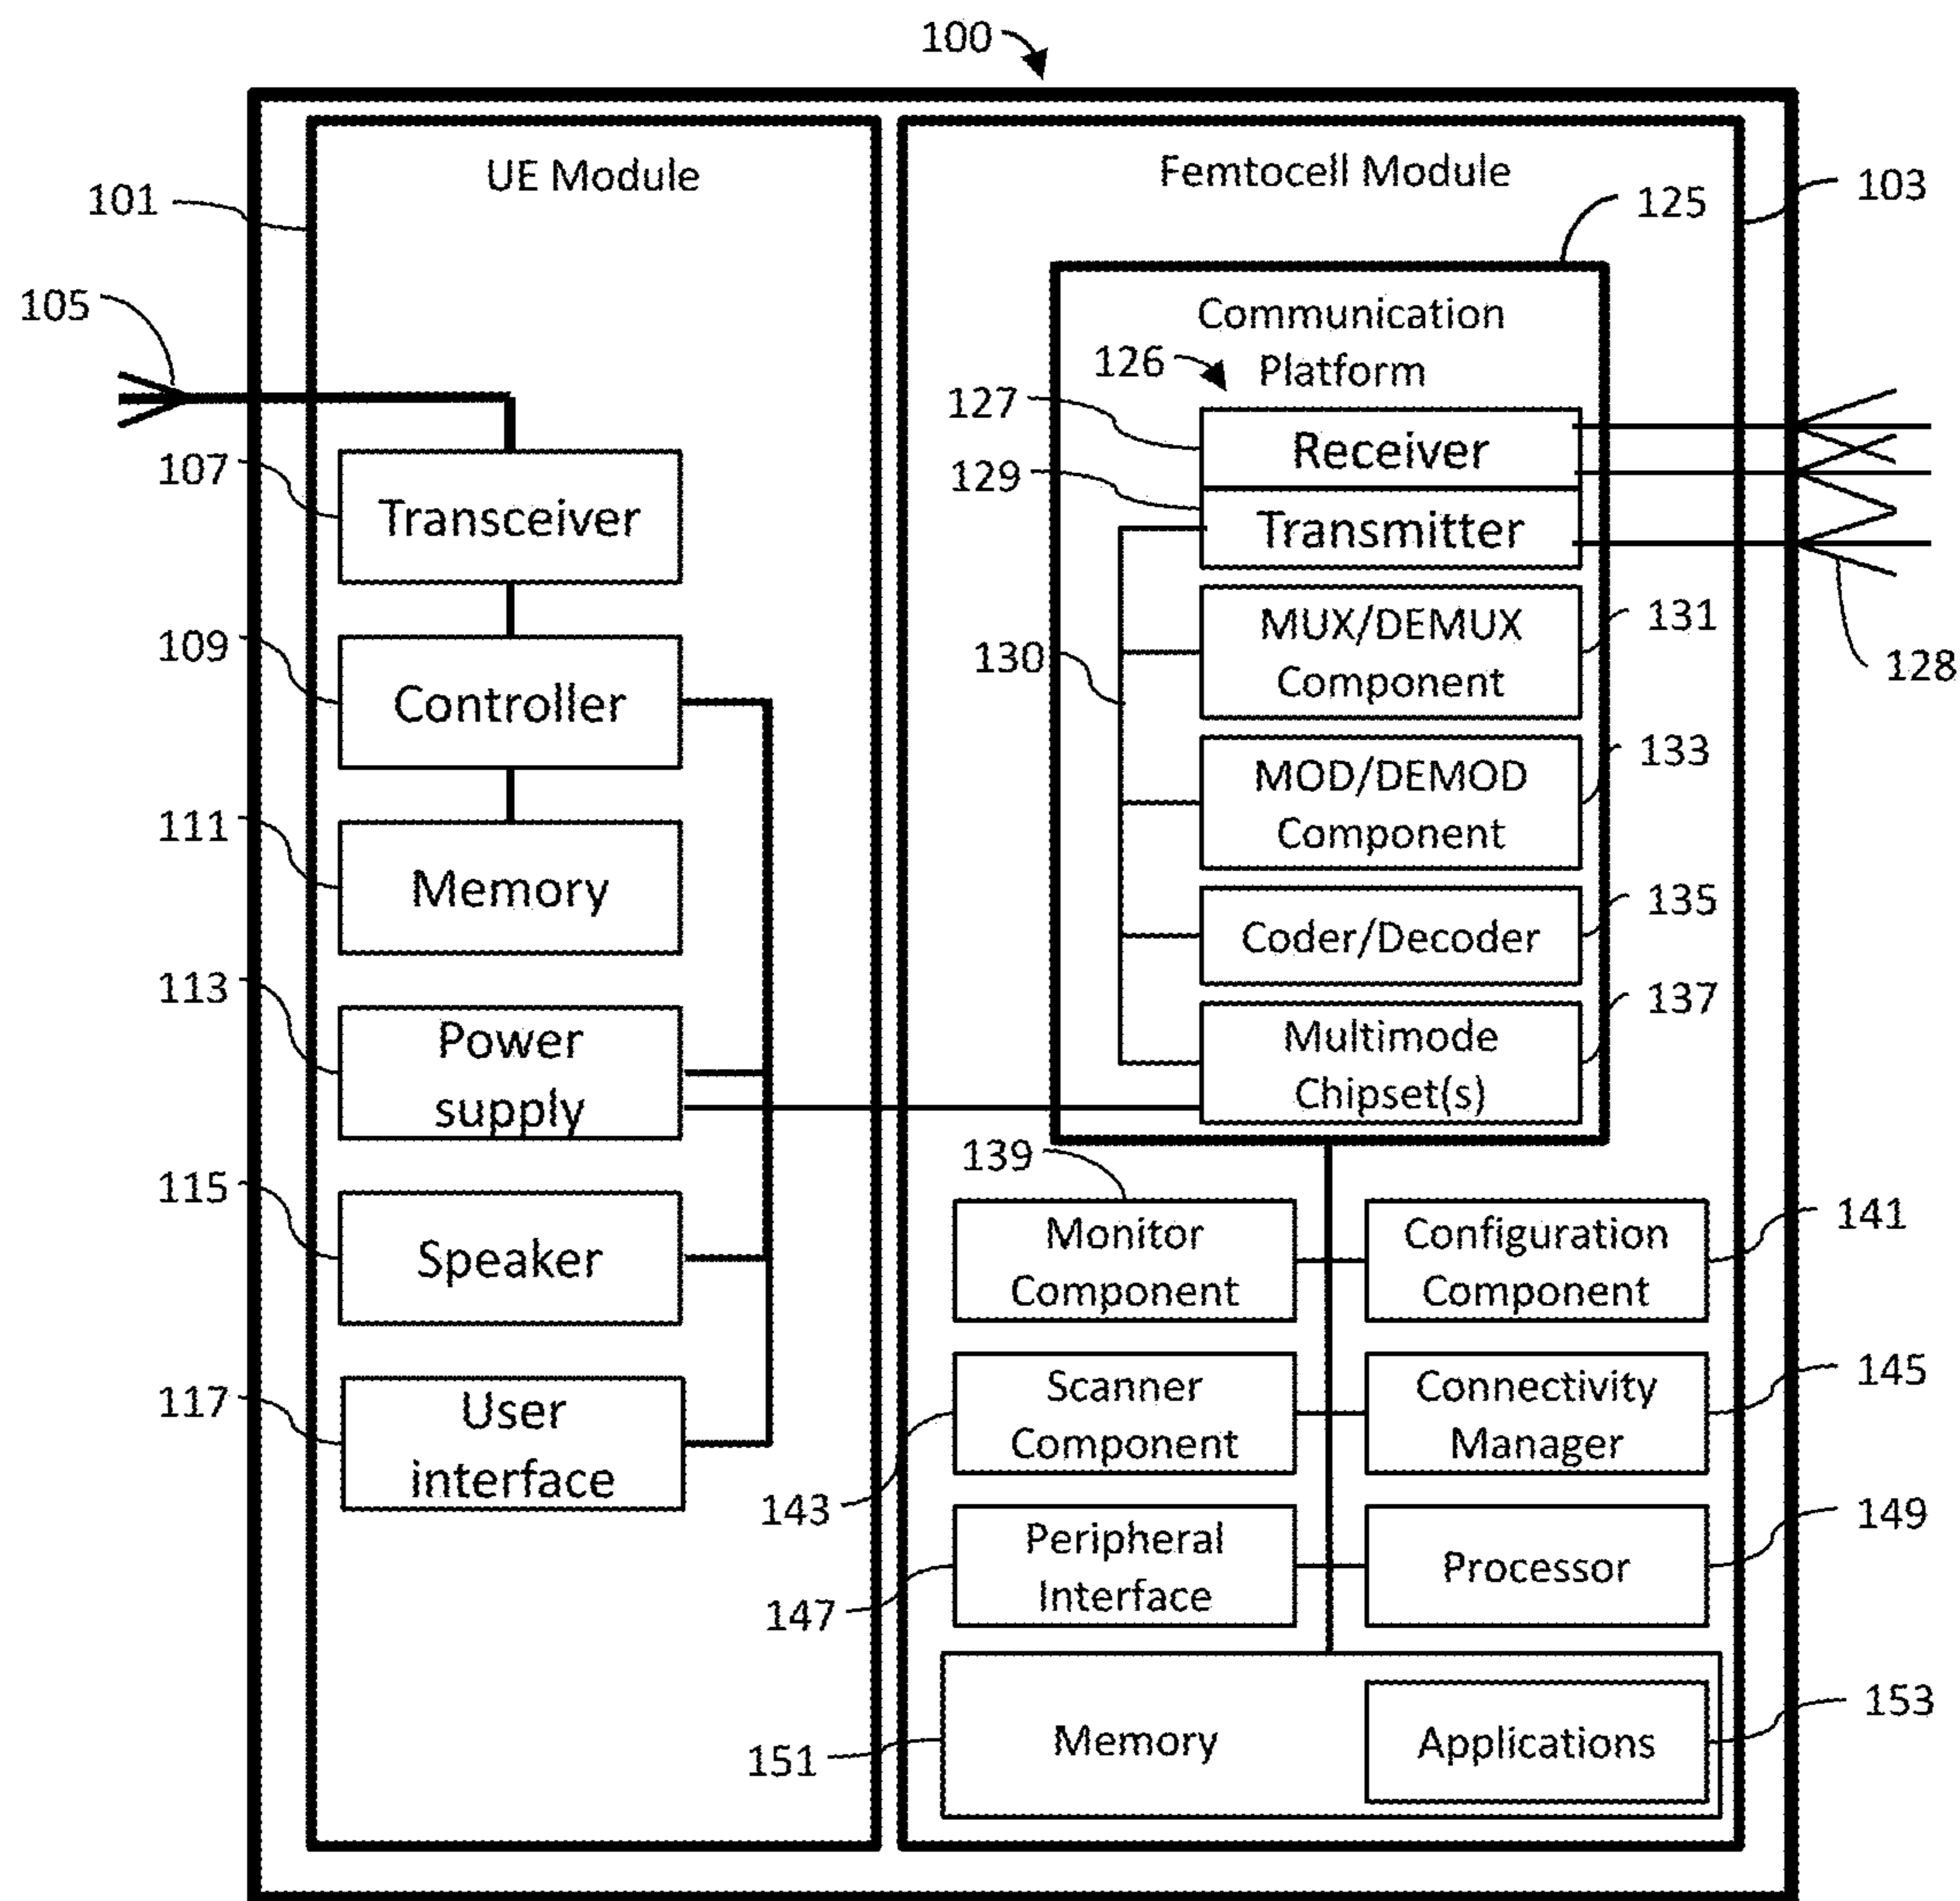 100
UE Module
Femtocell Module
101
103
125
105
Communication
Platform
126
127
Receiver
107
129
Transceiver
Transmitter
128
109
130
MUX/DEMUX
Component
131
Controller
133
MOD/DEMOD
Component
111
Memory
135
Coder/Decoder
113
137
Power
supply
Multimode
Chipset(s)
139
115
Monitor
Component
Configuration
Component
141
Speaker
117
Scanner
Component
Connectivity
Manager
145
User
interface
143
Peripheral
Interface
Processor
149
147
153
151
Memory
Applications